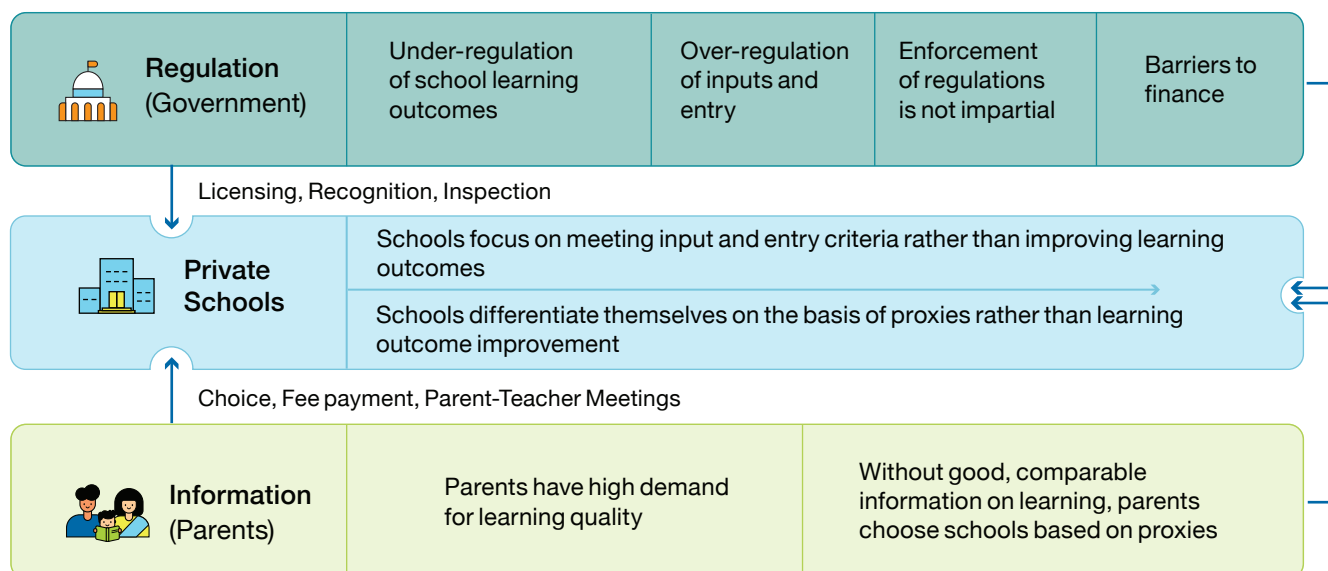 Regulation
(Government)
Under-regulation
of school learning
outcomes
Over-regulation
of inputs and
entry
Enforcement
of regulations
is not impartial
Barriers to
finance
Licensing, Recognition, Inspection
Private
Schools
Schools focus on meeting input and entry criteria rather than improving learning
outcomes
Schools differentiate themselves on the basis of proxies rather than learning
outcome improvement
Choice, Fee payment, Parent-Teacher Meetings
Information
(Parents)
Parents have high demand
for learning quality
Without good, comparable
information on learning, parents
choose schools based on proxies